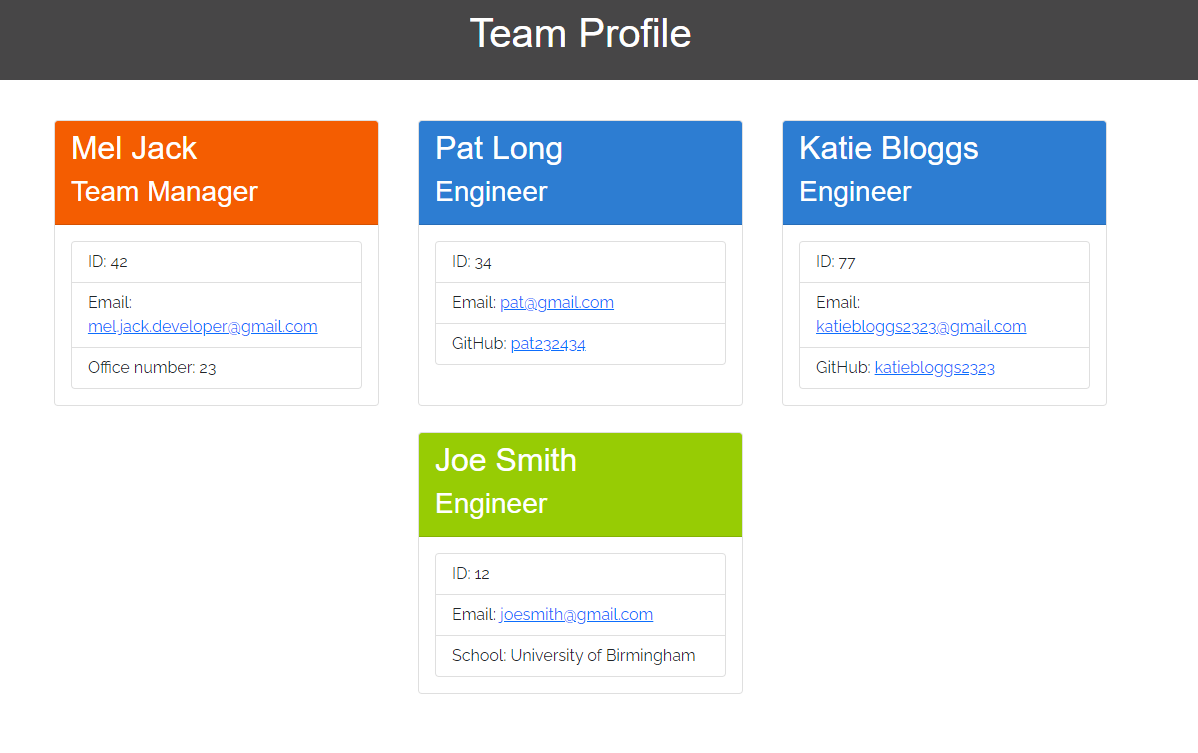 Team Profile
Mel Jack
Team Manager
ID: 42
Email:
mel.jack.developer@gmail.com
Office number: 23
Pat Long
Engineer
ID: 34
Email: pat@gmail.com
GitHub: pat232434
Katie Bloggs
Engineer
ID: 77
Email:
katiebloggs2323@gmail.com
GitHub: katiebloggs2323
Joe Smith
Engineer
ID: 12
Email: joesmith@gmail.com
School: University of Birmingham